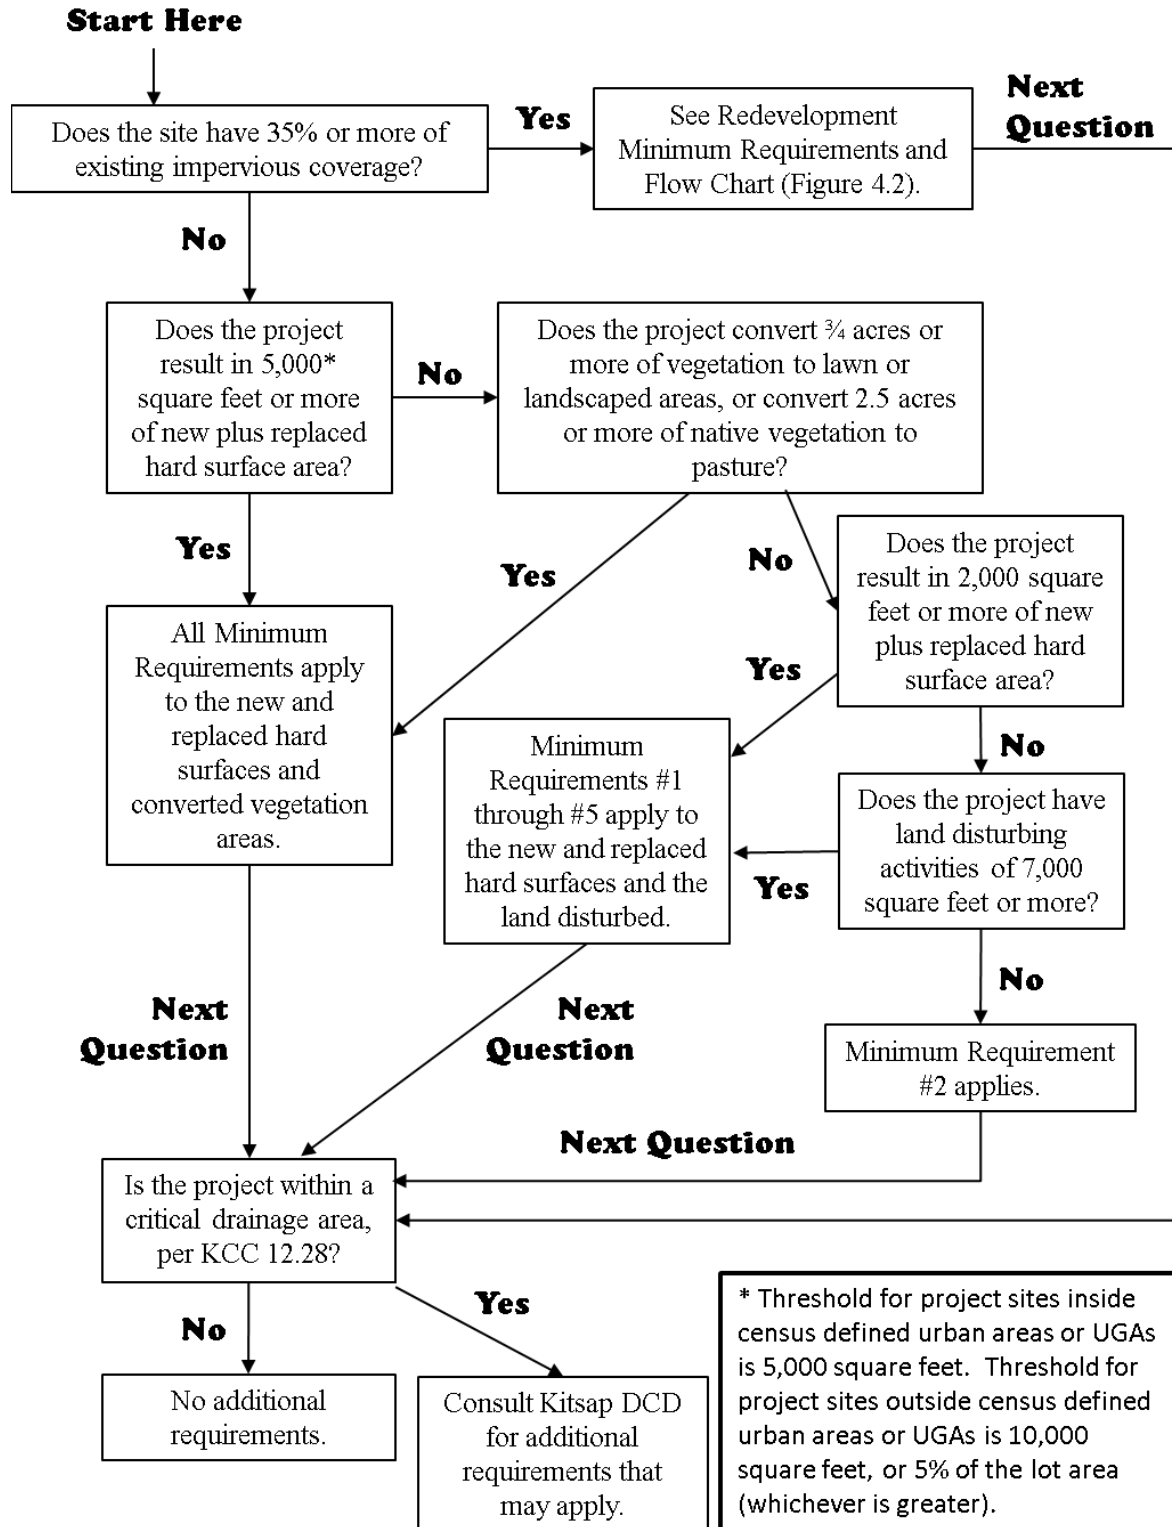 Start Here
Does the site have 35% or more of
existing impervious coverage?
Yes
See Redevelopment
Minimum Requirements and
Flow Chart (Figure 4.2).
Next
Question
No
Does the project
result in 5,000*
square feet or more
of new plus replaced
hard surface area?
No
Does the project convert ¾ acres or
more of vegetation to lawn or
landscaped areas, or convert 2.5 acres
or more of native vegetation to
pasture?
Yes
Yes
No
Does the project
result in 2,000 square
feet or more of new
plus replaced hard
surface area?
All Minimum
Requirements apply
to the new and
replaced hard
surfaces and
converted vegetation
areas.
Yes
No
Minimum
Requirements #1
through #5 apply to
the new and replaced
hard surfaces and the
land disturbed.
Yes
Does the project have
land disturbing
activities of 7,000
square feet or more?
No
Next
Question
Next
Question
Minimum Requirement
#2 applies.
Next Question
Is the project within a
critical drainage area,
per KCC 12.28?
No
Yes
No additional
requirements.
Consult Kitsap DCD
for additional
requirements that
may apply.
* Threshold for project sites inside
census defined urban areas or UGAs
is 5,000 square feet. Threshold for
project sites outside census defined
urban areas or UGAs is 10,000
square feet, or 5% of the lot area
(whichever is greater).